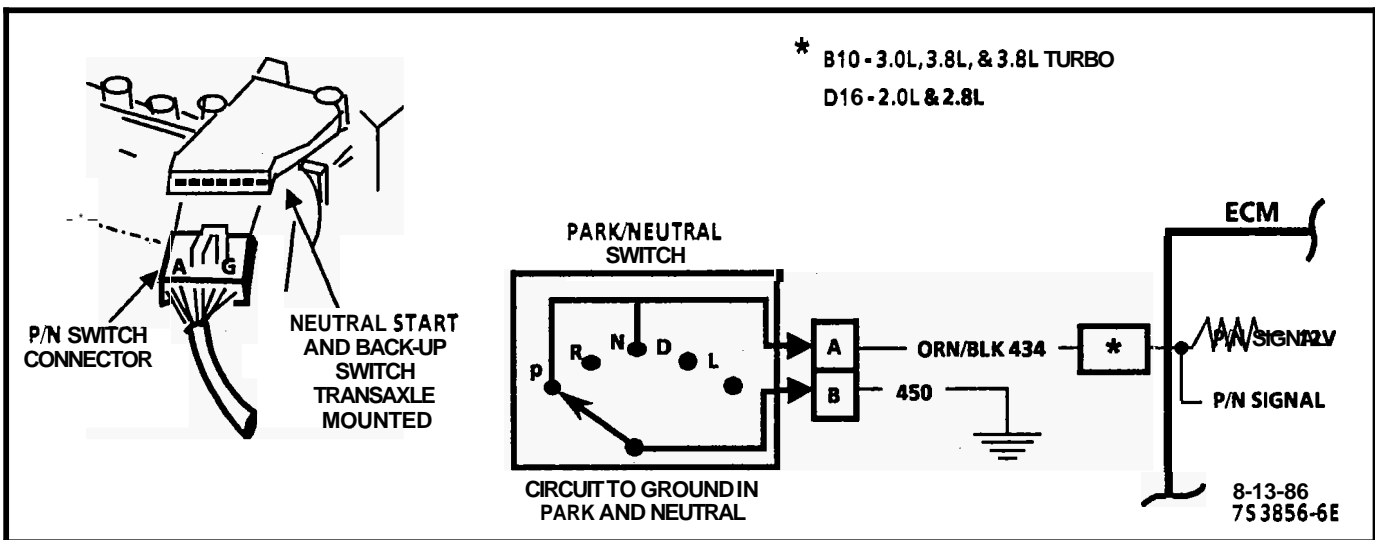 * B10 - 3.0L, 3.8L, & 3.8L TURBO
D16 - 2.0L & 2.8L
ECM
PARK/NEUTRAL
SWITCH
A G
P/N SWITCH
CONNECTOR
NEUTRAL START
AND BACK-UP
SWITCH
TRANSAXLE
MOUNTED
P R N D L
A
ORN/BLK 434
*
B
450
12V
P/N SIGNAL
CIRCUIT TO GROUND IN
PARK AND NEUTRAL
8-13-86
7S 3856-6E